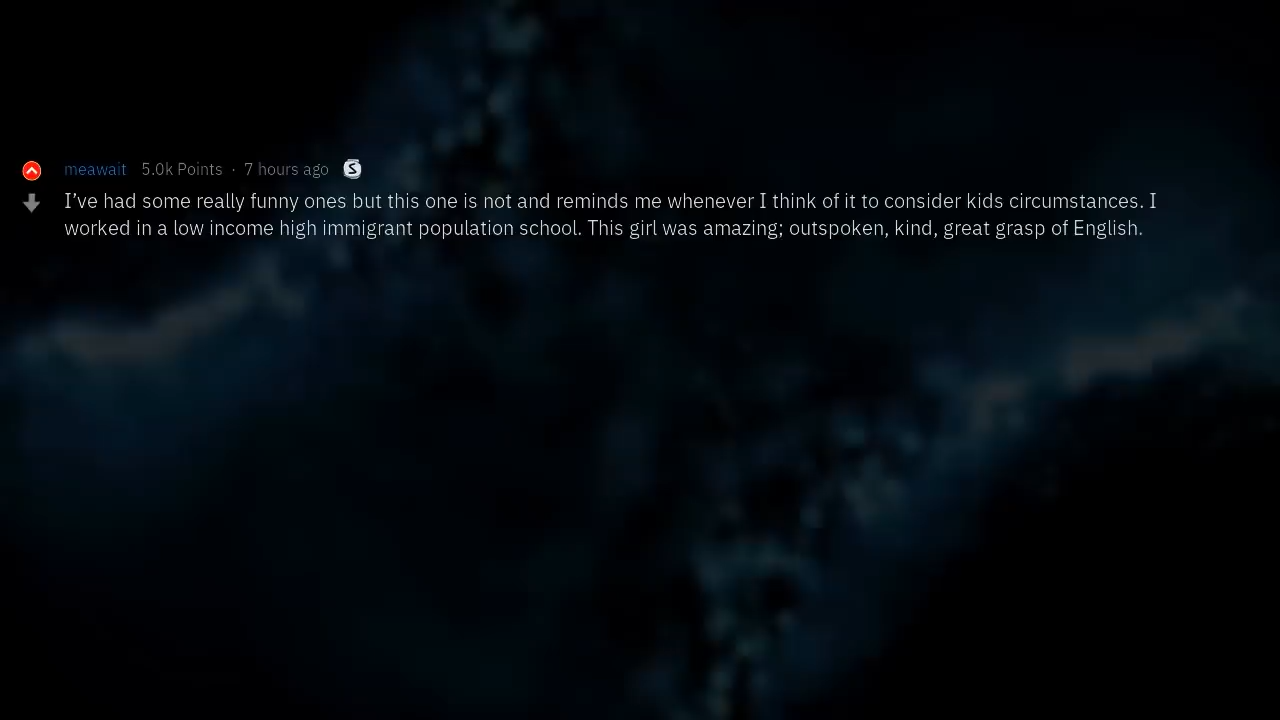 meawait 5.0k Points · 7 hours ago S
I’ve had some really funny ones but this one is not and reminds me whenever I think of it to consider kids circumstances. I
worked in a low income high immigrant population school. This girl was amazing; outspoken, kind, great grasp of English.